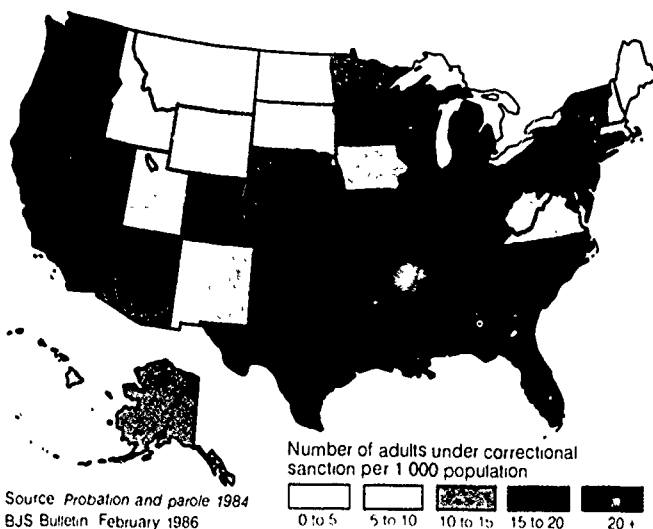 Number of adults under correctional
sanction per 1 000 population
0 to 5 5 to 10 10 to 15 15 to 20 20 +
Source Probation and parole 1984
BJS Bulletin February 1986